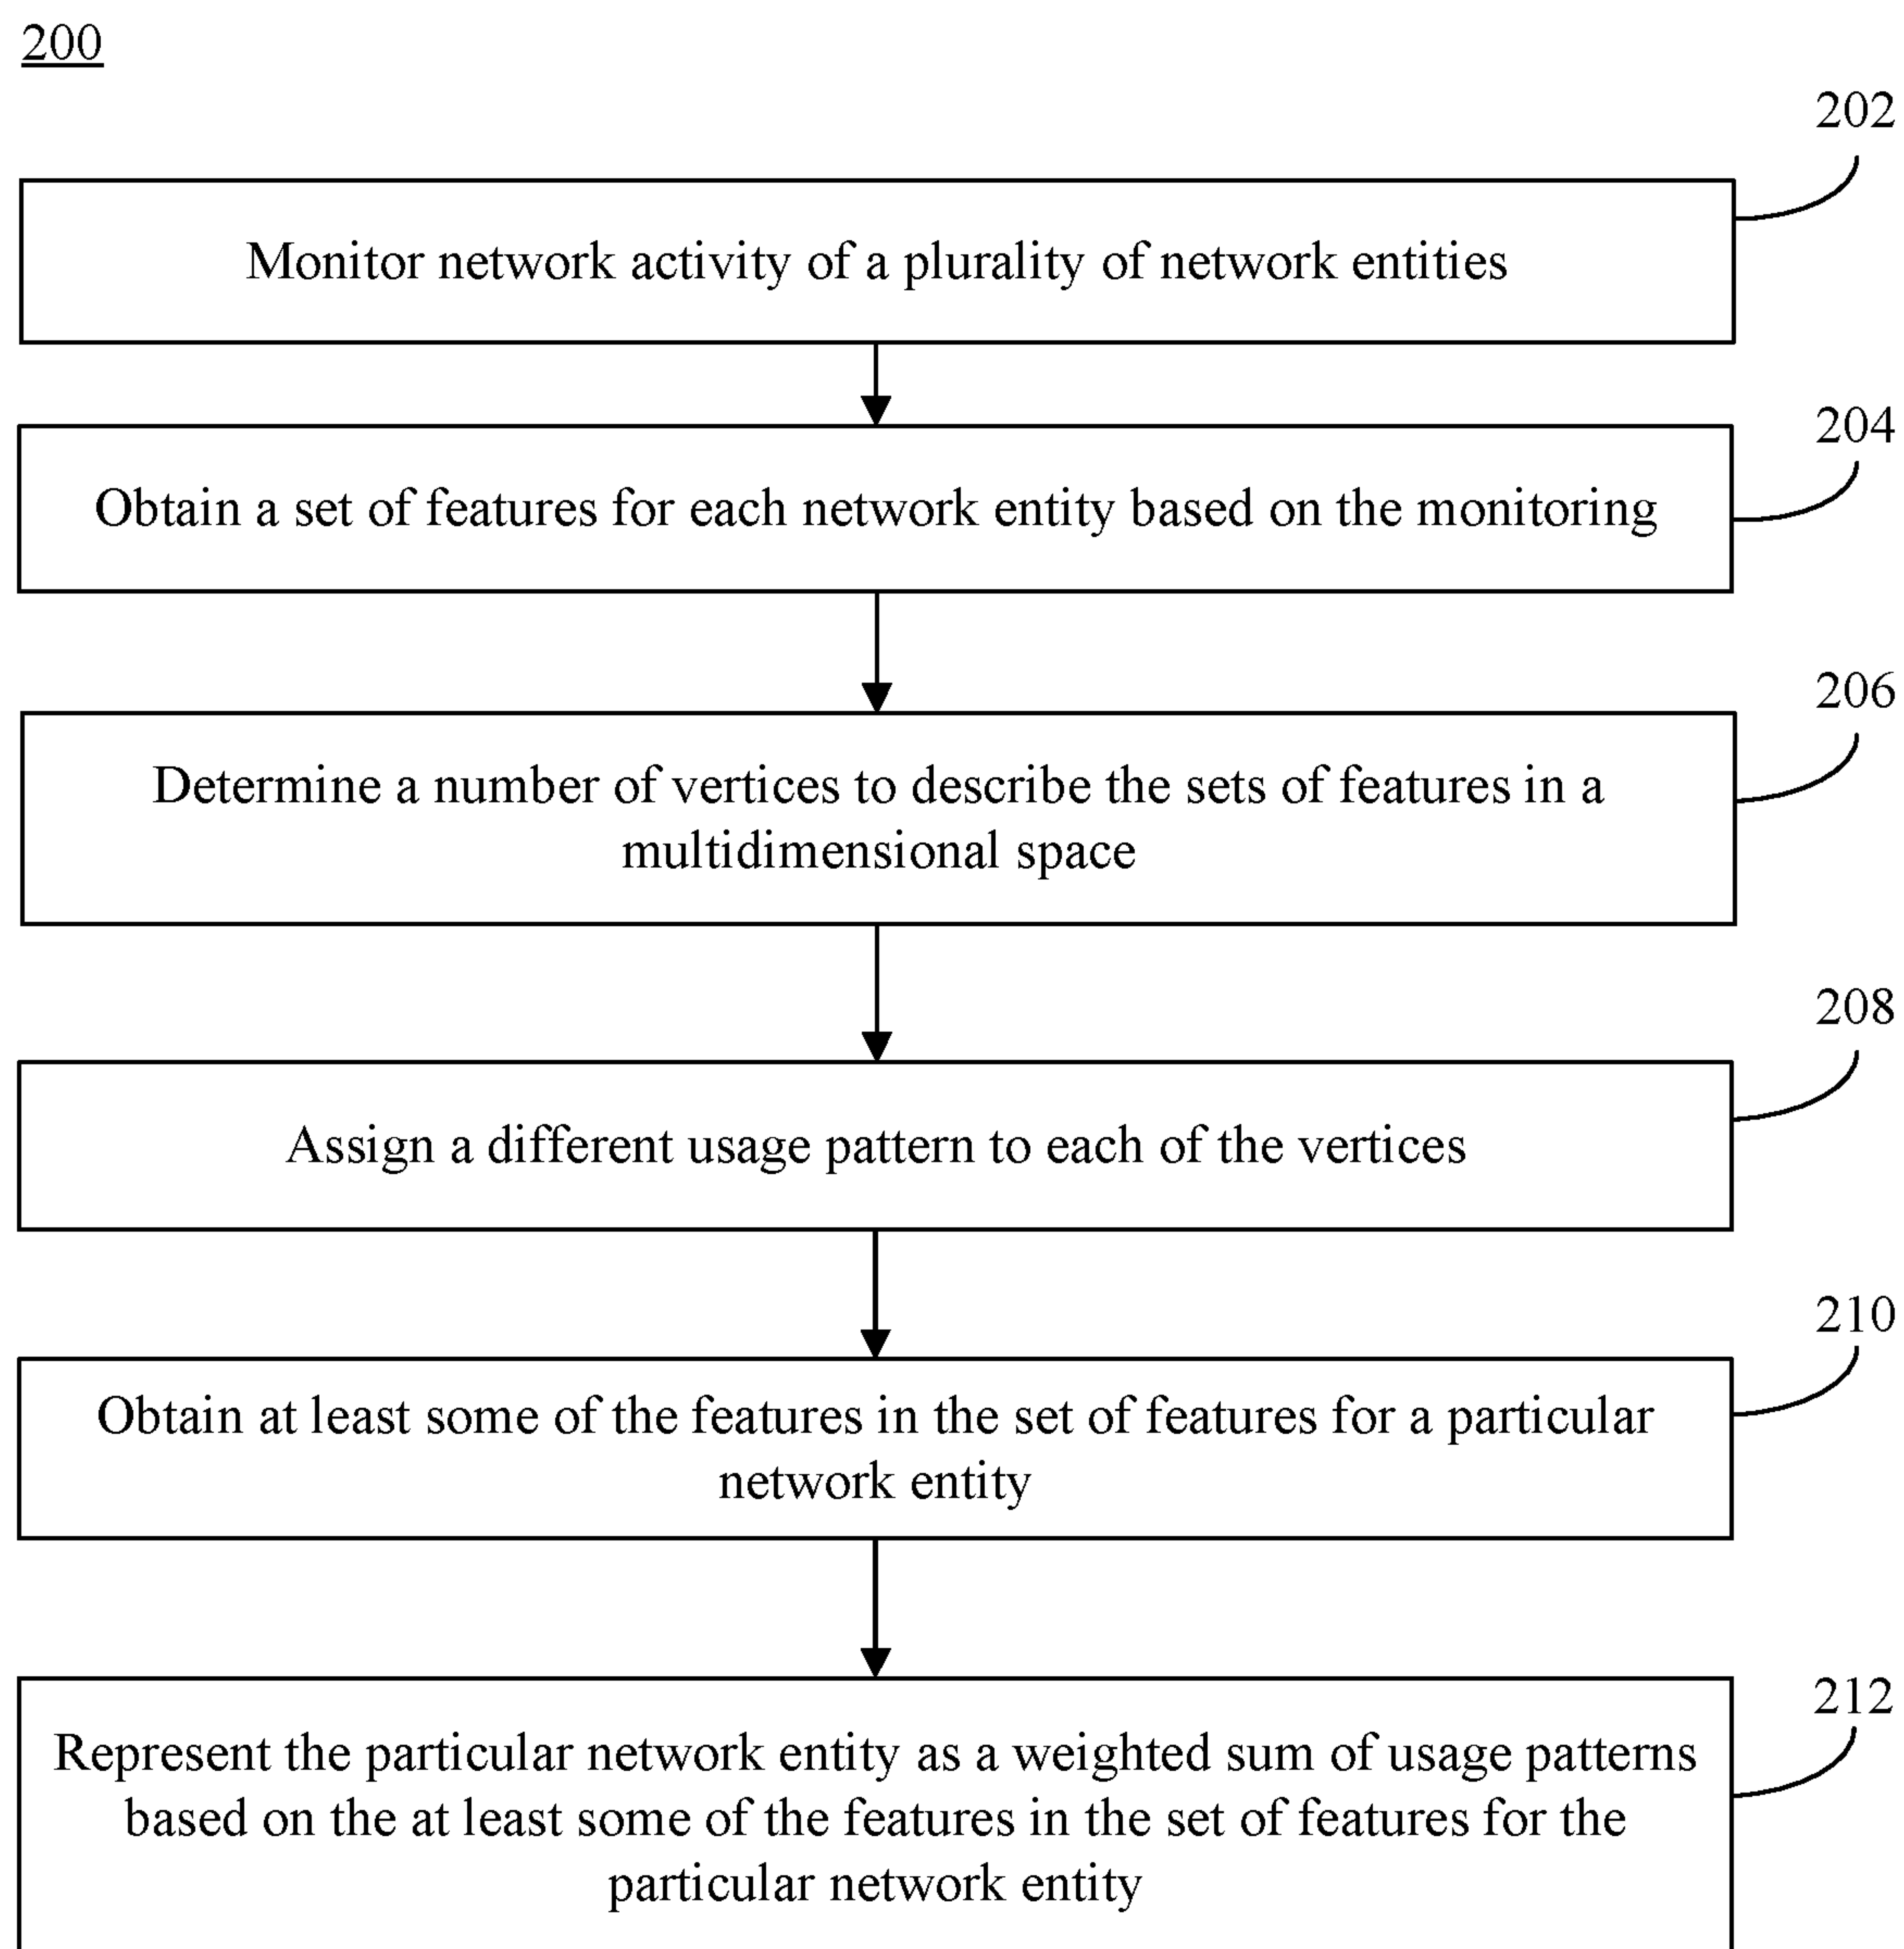 200
202
Monitor network activity of a plurality of network entities
204
Obtain a set of features for each network entity based on the monitoring
206
Determine a number of vertices to describe the sets of features in a
multidimensional space
208
Assign a different usage pattern to each of the vertices
210
Obtain at least some of the features in the set of features for a particular
network entity
212
Represent the particular network entity as a weighted sum of usage patterns
based on the at least some of the features in the set of features for the
particular network entity